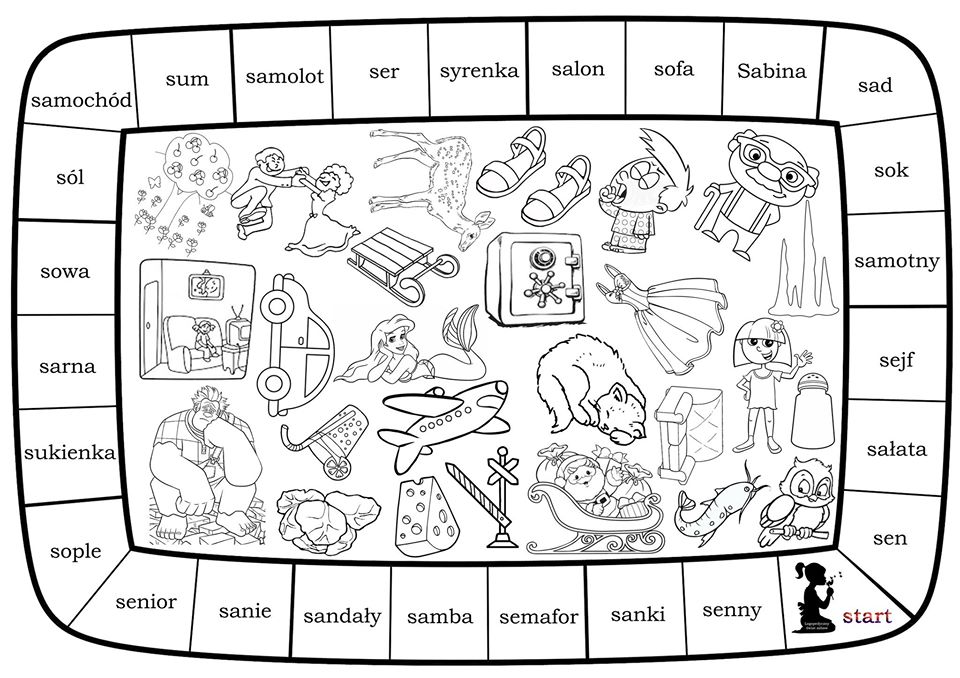 samochód
sum
samolot
ser
syrenka
salon
sofa
Sabina
sad
sól
sok
sowa
samotny
sarna
sejf
sukienka
sałata
sople
sen
senior
sanie
sandały
samba
semafor
sanki
senny
start